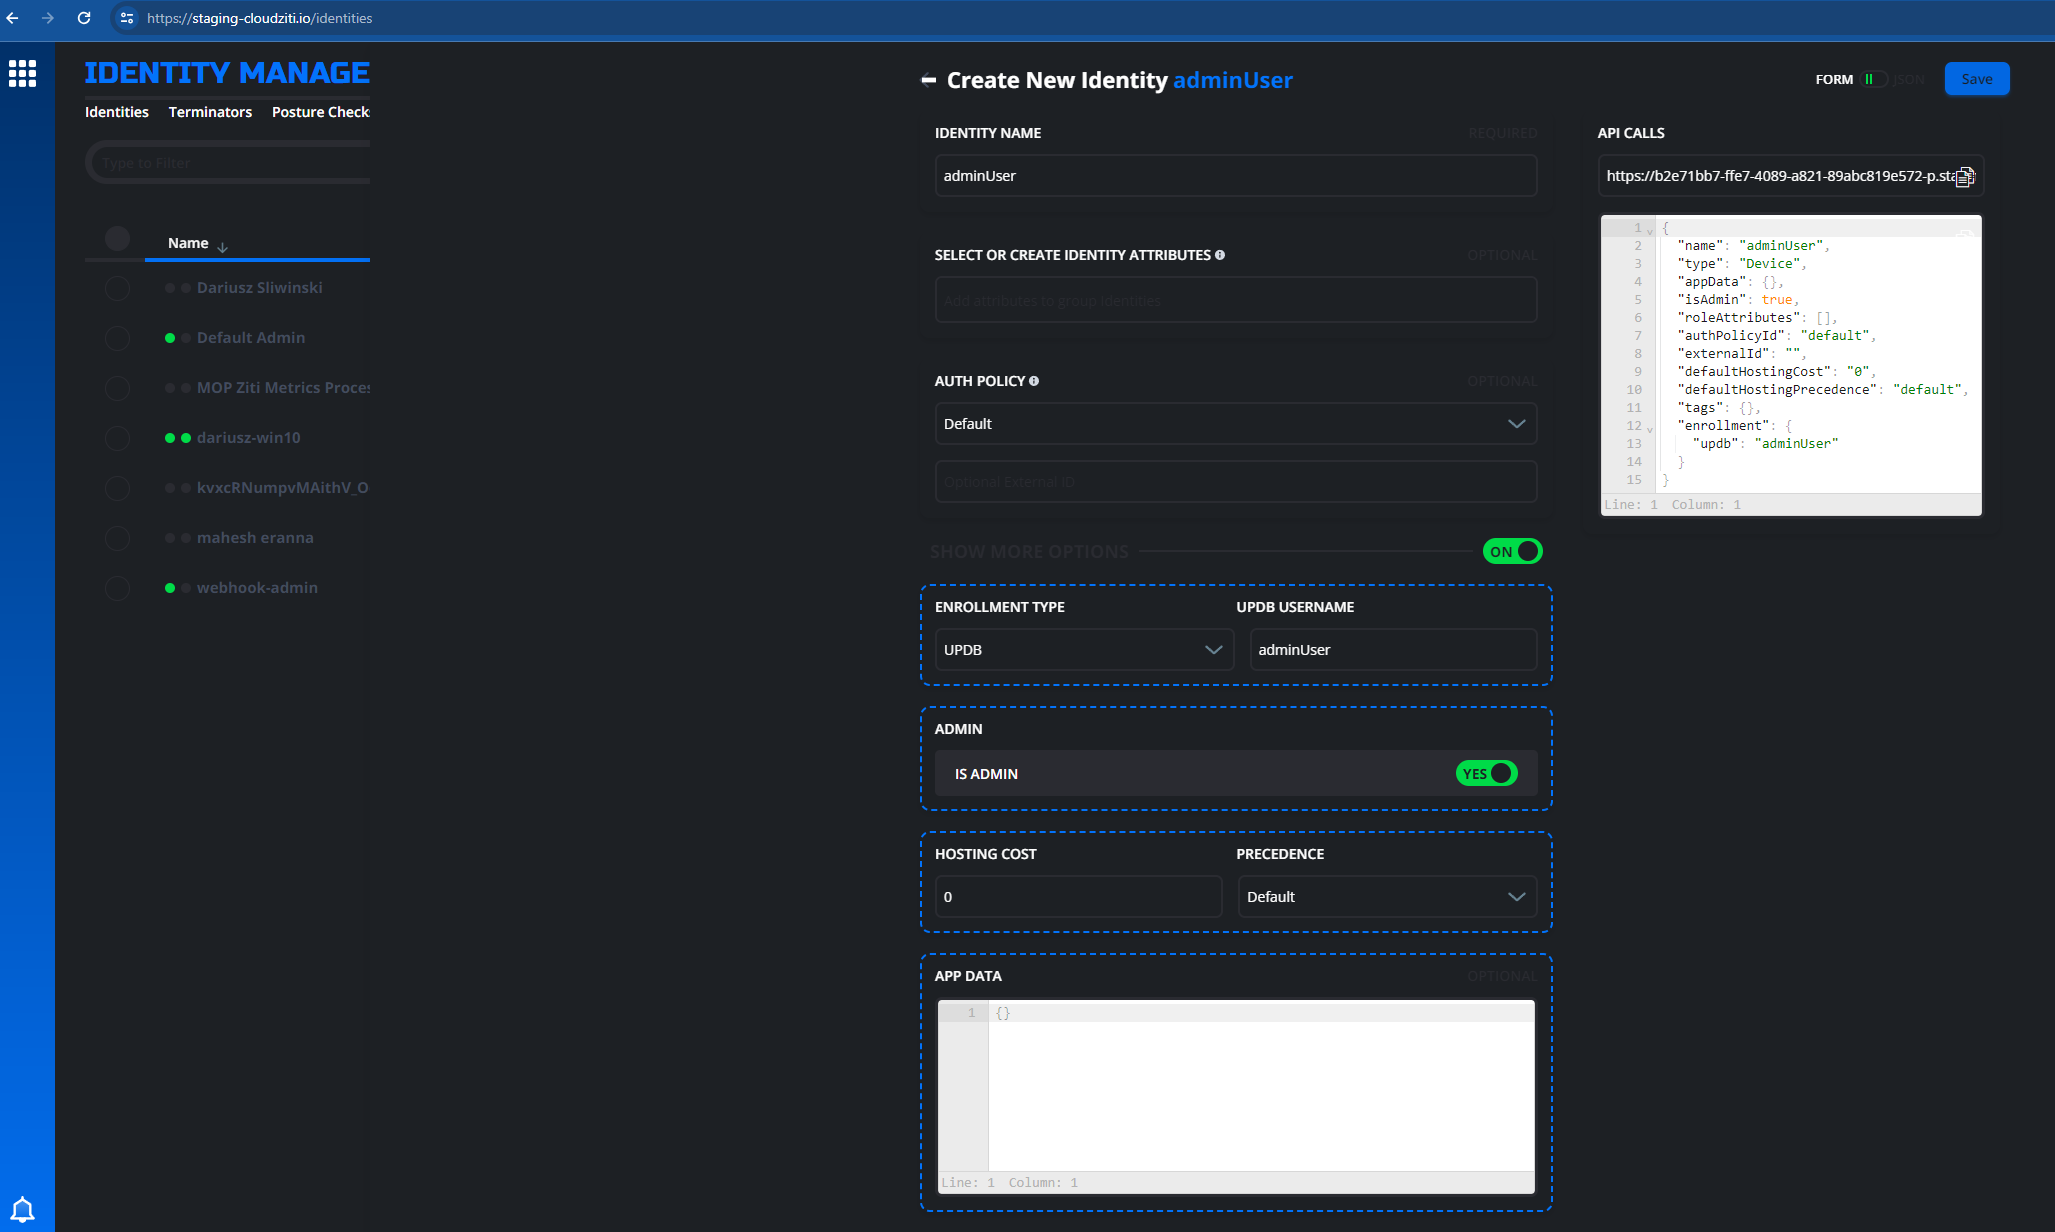 https://staging-cloudziti.io/identities
IDENTITY MANAGE
Identities Terminators Posture Checks
Type to Filter
Name
Dariusz Sliwinski
Default Admin
MOP Ziti Metrics Proces
dariusz-win10
kvxcRNumpvMAithV_O
mahesh eranna
webhook-admin
Create New Identity adminUser
FORM JSON
Save
IDENTITY NAME REQUIRED
adminUser
SELECT OR CREATE IDENTITY ATTRIBUTES OPTIONAL
Add attributes to group Identities
AUTH POLICY OPTIONAL
Default
Optional External ID
SHOW MORE OPTIONS ON
ENROLLMENT TYPE UPDB USERNAME
UPDB adminUser
ADMIN
IS ADMIN YES
HOSTING COST PRECEDENCE
0 Default
APP DATA OPTIONAL
1 {}
Line: 1 Column: 1
API CALLS
https://b2e71bb7-ffe7-4089-a821-89abc819e572-p.sta
1 {
2 "name": "adminUser",
3 "type": "Device",
4 "appData": {},
5 "isAdmin": true,
6 "roleAttributes": [],
7 "authPolicyId": "default",
8 "externalId": "",
9 "defaultHostingCost": "0",
10 "defaultHostingPrecedence": "default",
11 "tags": {},
12 "enrollment": {
13 "updb": "adminUser"
14 }
15 }
Line: 1 Column: 1